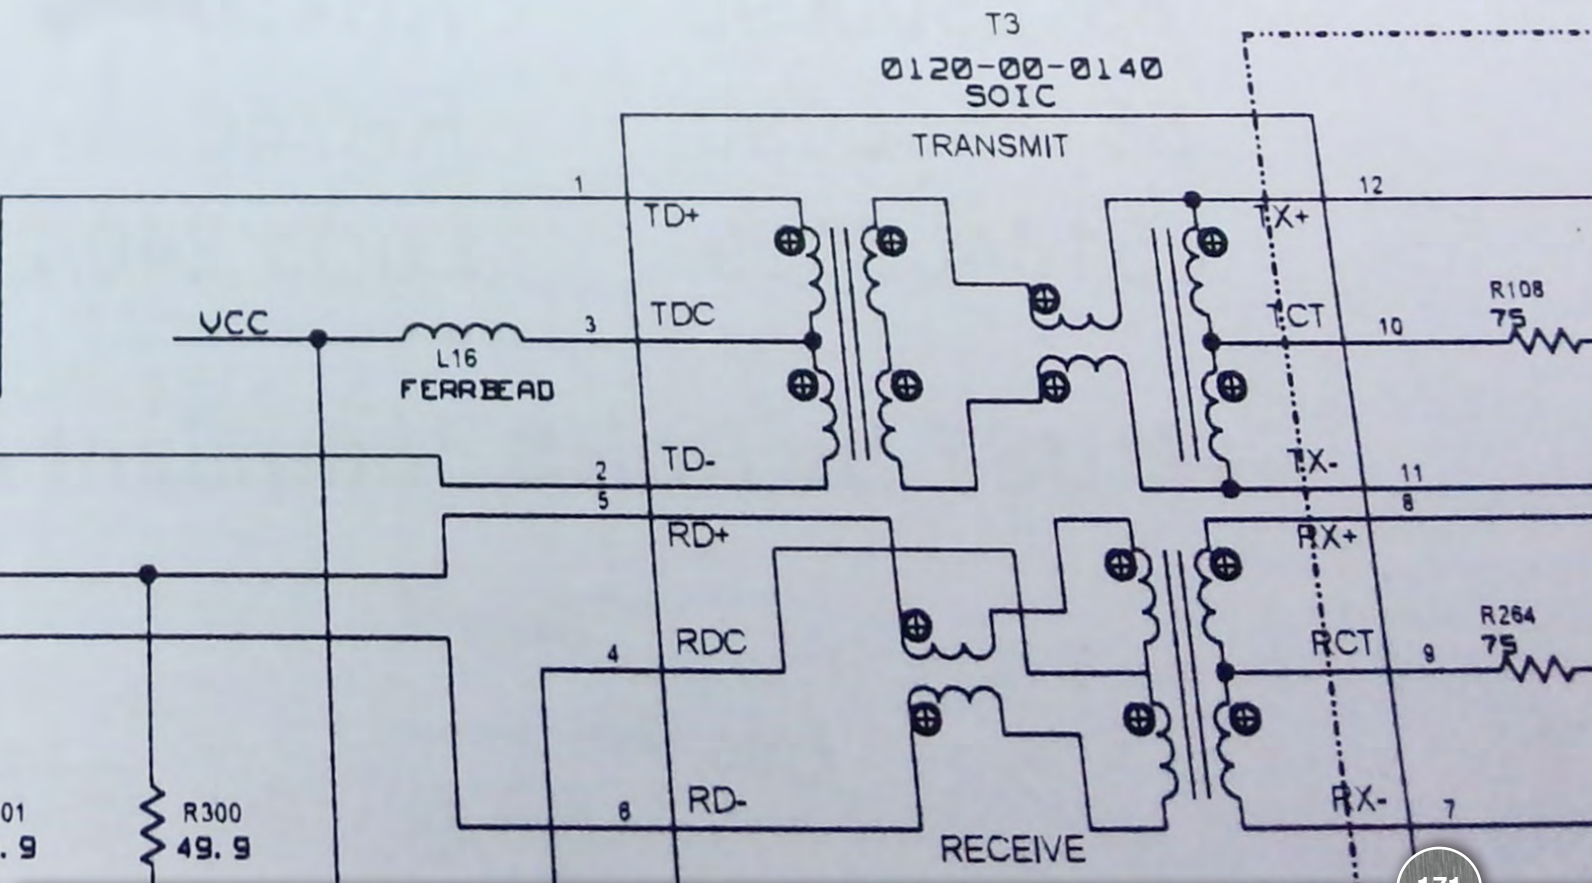 T3
0120-00-0140
SOIC
TRANSMIT
1
12
TD+
TX+
VCC
3
TDC
TCT
10
R108
75
L16
FERRBEAD
2
TD-
TX-
11
5
8
RD+
RX+
4
RDC
RCT
9
R264
75
6
RD-
RX-
7
01
R300
.9
49.9
RECEIVE
171